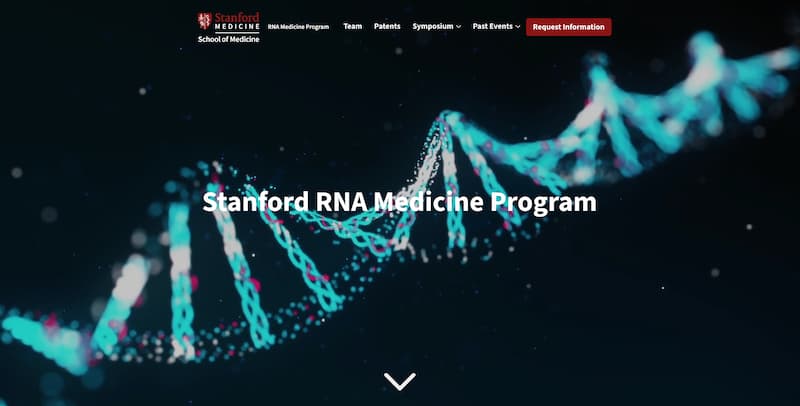 Stanford
MEDICINE
School of Medicine
RNA Medicine Program
Team
Patents
Symposium
Past Events
Request Information
Stanford RNA Medicine Program